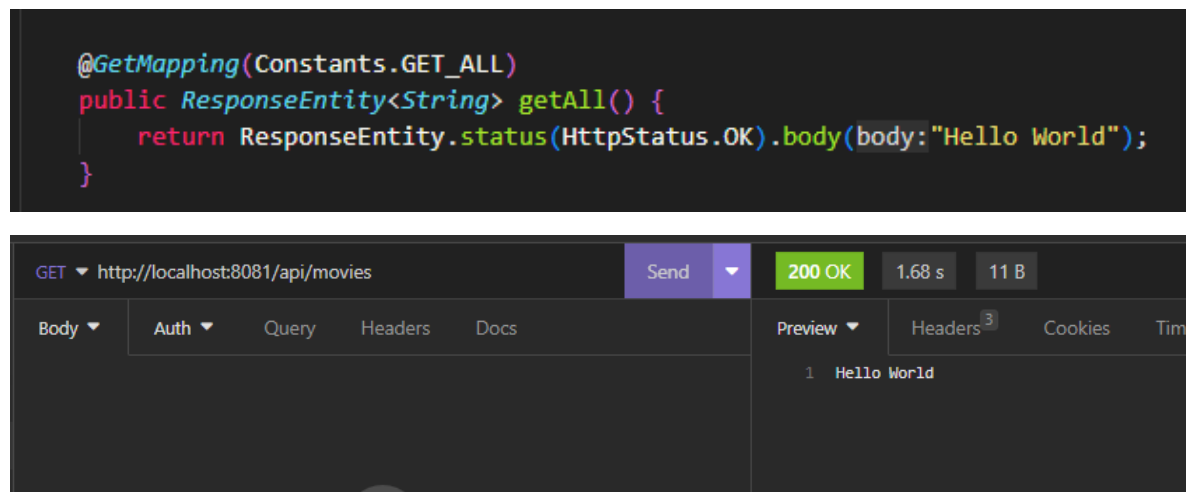 @GetMapping(Constants.GET_ALL)
public ResponseEntity<String> getAll() {
return ResponseEntity.status(HttpStatus.OK).body(body:"Hello World");
}
GET http://localhost:8081/api/movies Send 200 OK 1.68 s 11 B
Body Auth Query Headers Docs Preview Headers 3 Cookies Tim
1 Hello World